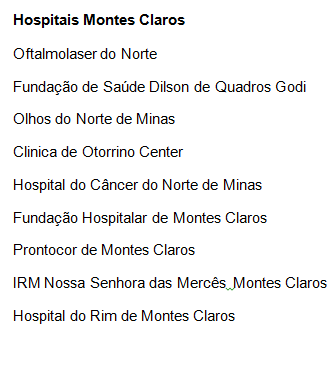 Hospitais Montes Claros
Oftalmolaser do Norte
Fundação de Saúde Dilson de Quadros Godi
Olhos do Norte de Minas
Clinica de Otorrino Center
Hospital do Câncer do Norte de Minas
Fundação Hospitalar de Montes Claros
Prontocor de Montes Claros
IRM Nossa Senhora das Mercês Montes Claros
Hospital do Rim de Montes Claros